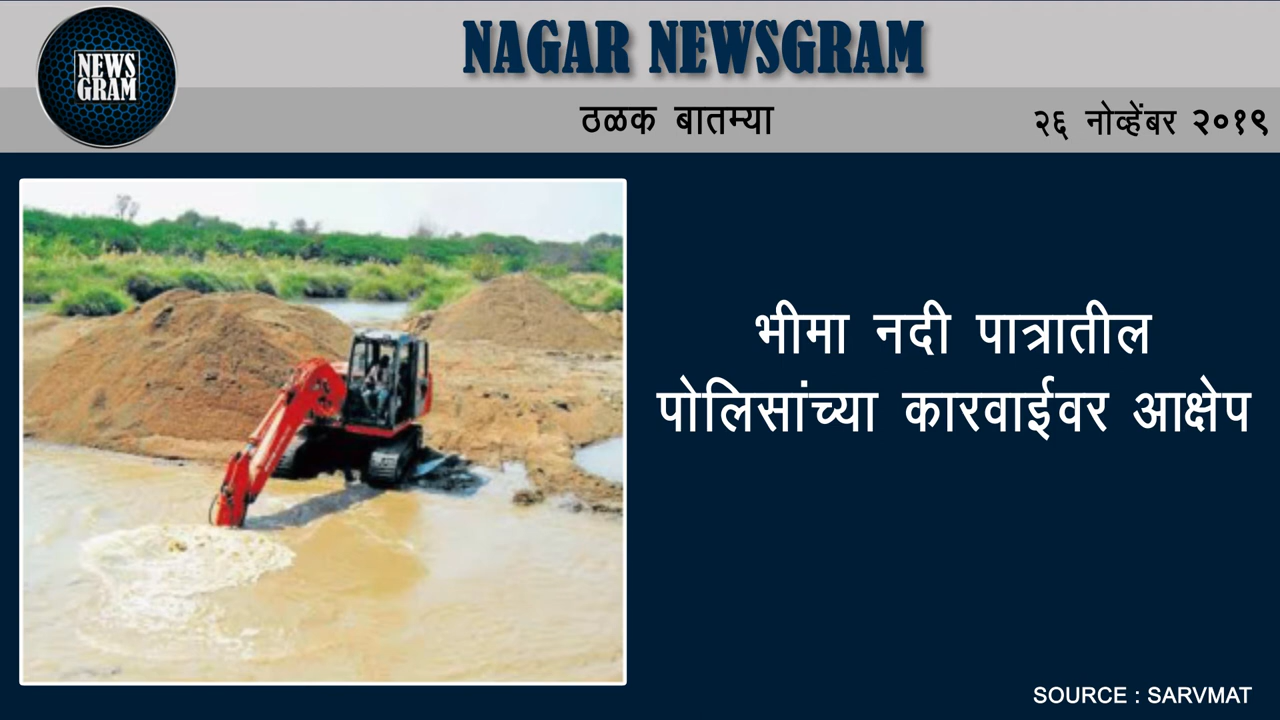 NEWS
GRAM
NAGAR NEWSGRAM
ठळक बातम्या
२६ नोव्हेंबर २०१९
भीमा नदी पात्रातील
पोलिसांच्या कारवाईवर आक्षेप
SOURCE : SARVMAT